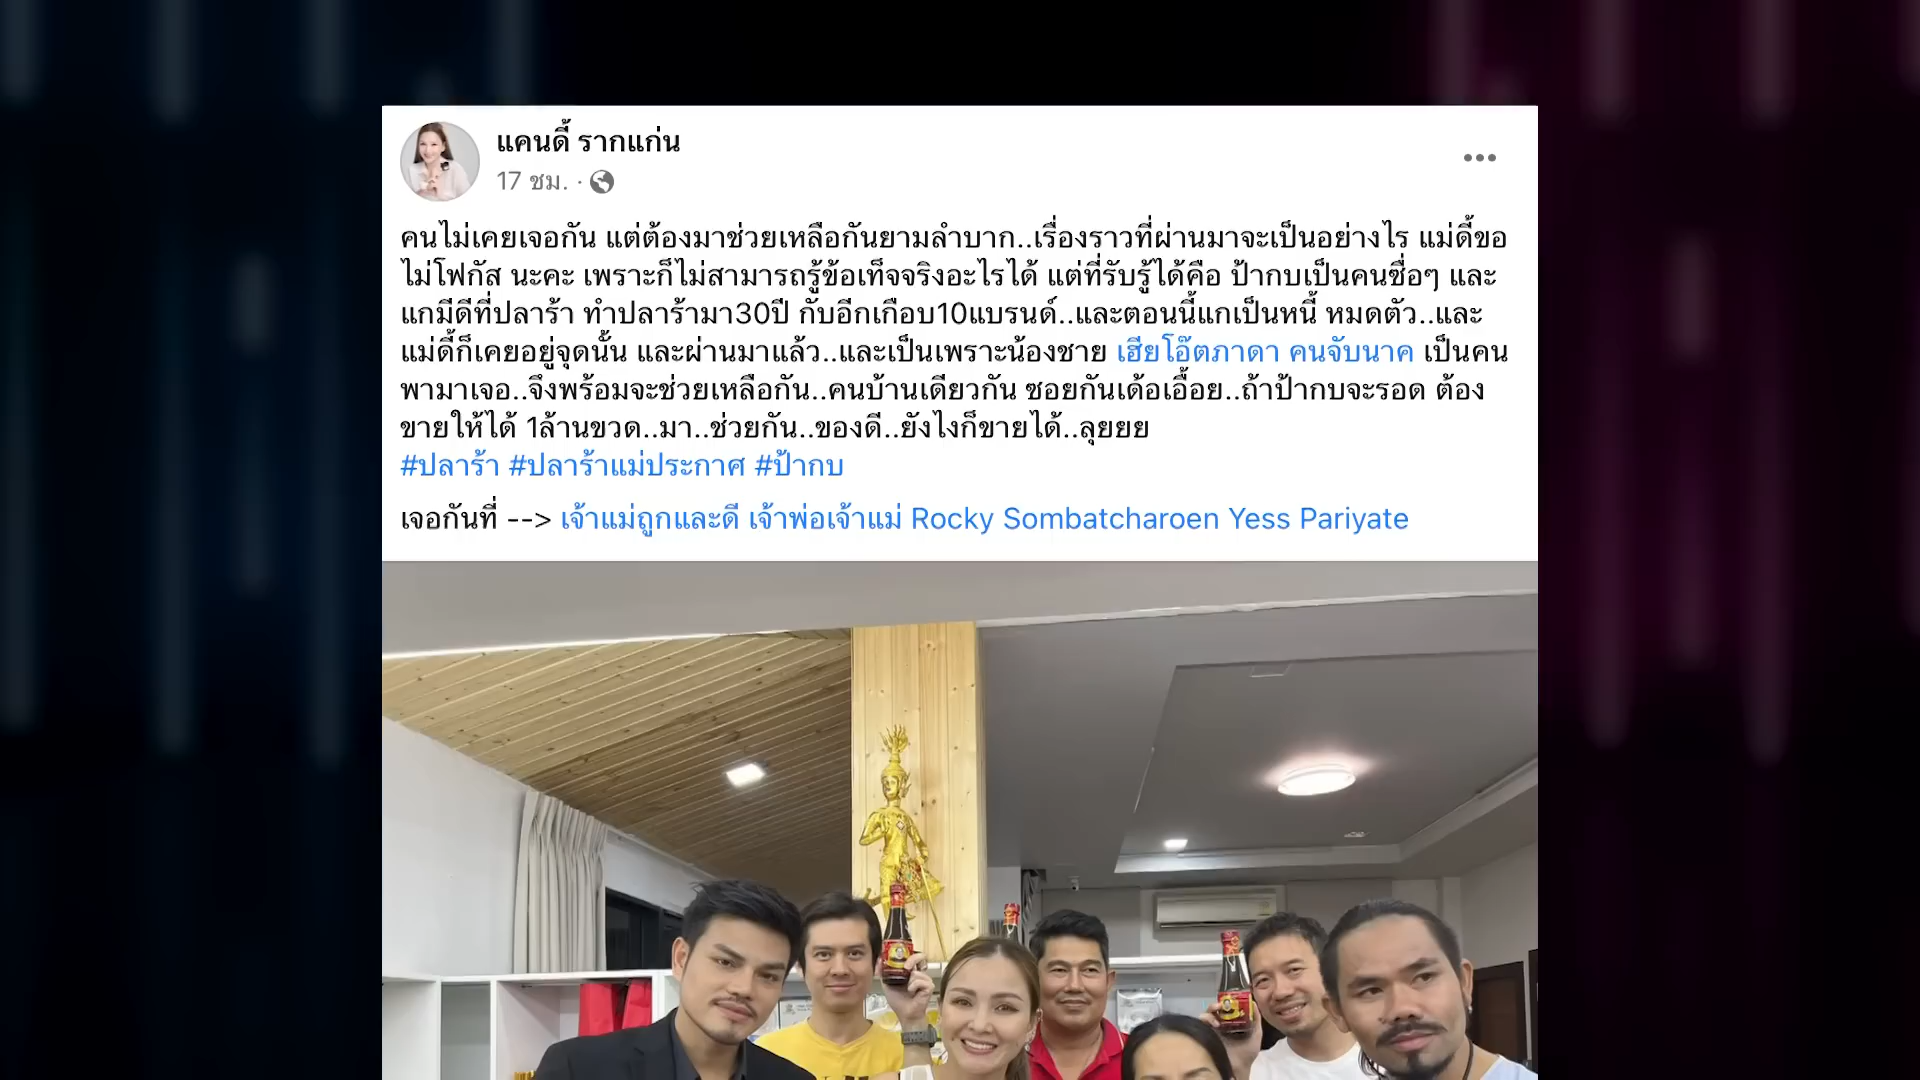 แคนดี้ รากแก่น
17 ชม. ·
คนไม่เคยเจอกัน แต่ต้องมาช่วยเหลือกันยามลำบาก..เรื่องราวที่ผ่านมาจะเป็นอย่างไร แม่ดี้ขอ
ไม่โฟกัส นะคะ เพราะก็ไม่สามารถรู้ข้อเท็จจริงอะไรได้ แต่ที่รับรู้ได้คือ ป้ากบเป็นคนซื่อๆ และ
แกมีดีที่ปลาร้า ทำปลาร้ามา30ปี กับอีกเกือบ10แบรนด์..และตอนนี้แกเป็นหนี้ หมดตัว..และ
แม่ดี้ก็เคยอยู่จุดนั้น และผ่านมาแล้ว..และเป็นเพราะน้องชาย เฮียโอ๊ตภาดา คนจับนาค เป็นคน
พามาเจอ..จึงพร้อมจะช่วยเหลือกัน..คนบ้านเดียวกัน ซอยกันเด้อเอื้อย..ถ้าป้ากบจะรอด ต้อง
ขายให้ได้ 1ล้านขวด..มา..ช่วยกัน..ของดี..ยังไงก็ขายได้..ลุยยย
#ปลาร้า #ปลาร้าแม่ประกาศ #ป้ากบ
เจอกันที่ --> เจ้าแม่ถูกและดี เจ้าพ่อเจ้าแม่ Rocky Sombatcharoen Yess Pariyate